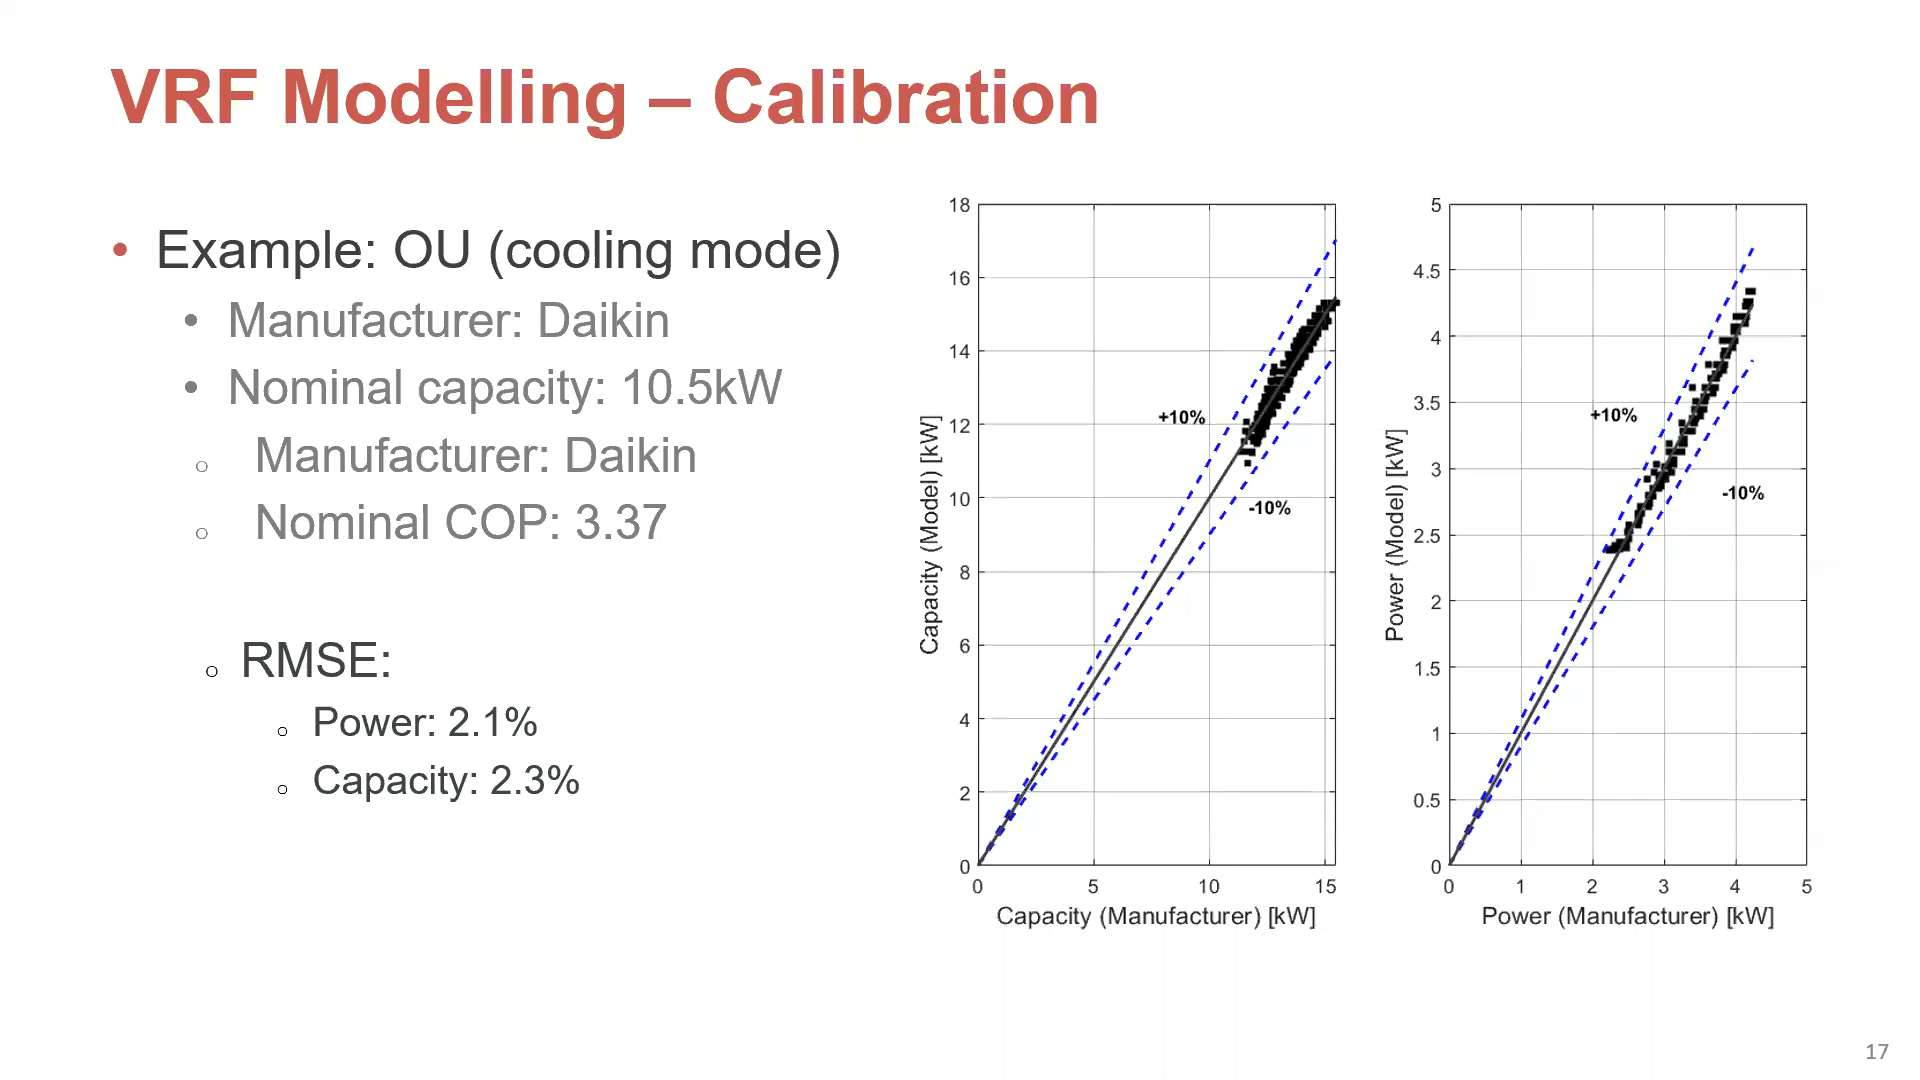 VRF Modelling – Calibration
• Example: OU (cooling mode)
• Manufacturer: Daikin
• Nominal capacity: 10.5kW
○ Manufacturer: Daikin
○ Nominal COP: 3.37
○ RMSE:
○ Power: 2.1%
○ Capacity: 2.3%
18
16
14
12
10
8
6
4
2
0
Capacity (Model) [kW]
+10%
-10%
0 5 10 15
Capacity (Manufacturer) [kW]
5
4.5
4
3.5
3
2.5
2
1.5
1
0.5
0
Power (Model) [kW]
+10%
-10%
0 1 2 3 4 5
Power (Manufacturer) [kW]
17